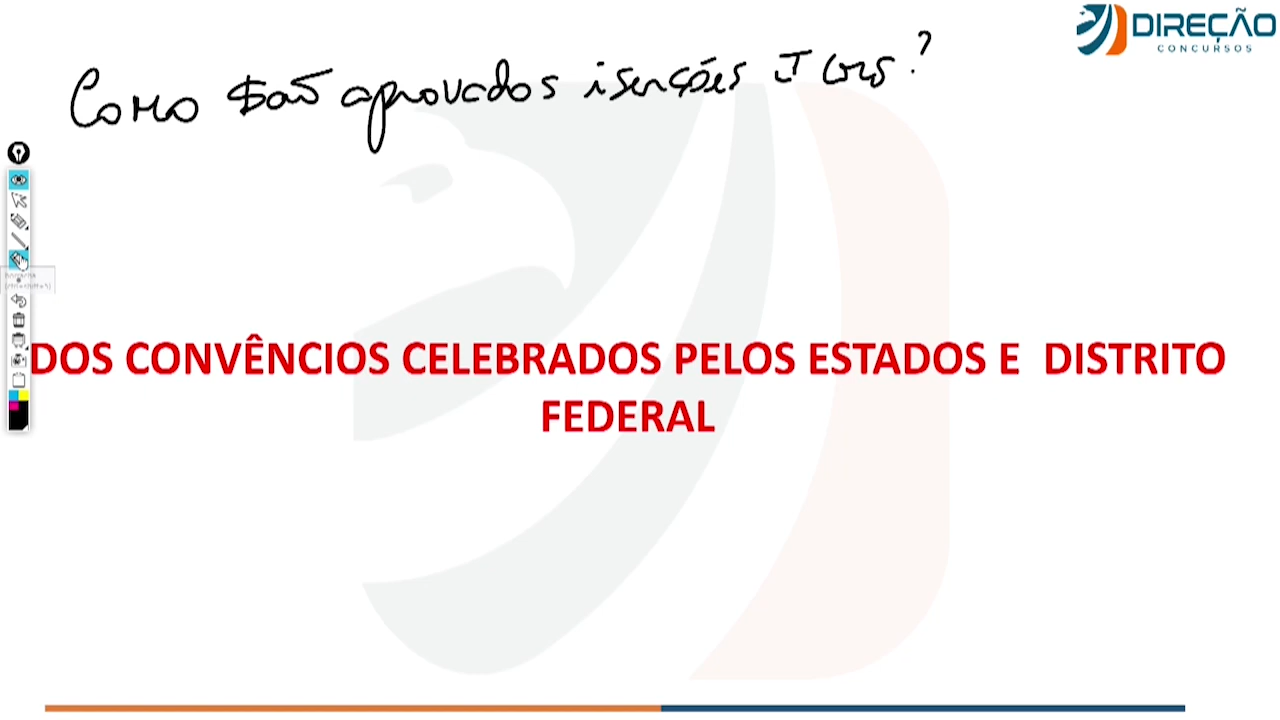 DIREÇÃO
CONCURSOS
Como são aprovados isenções ICMS?
DOS CONVÊNCIOS CELEBRADOS PELOS ESTADOS E DISTRITO
FEDERAL